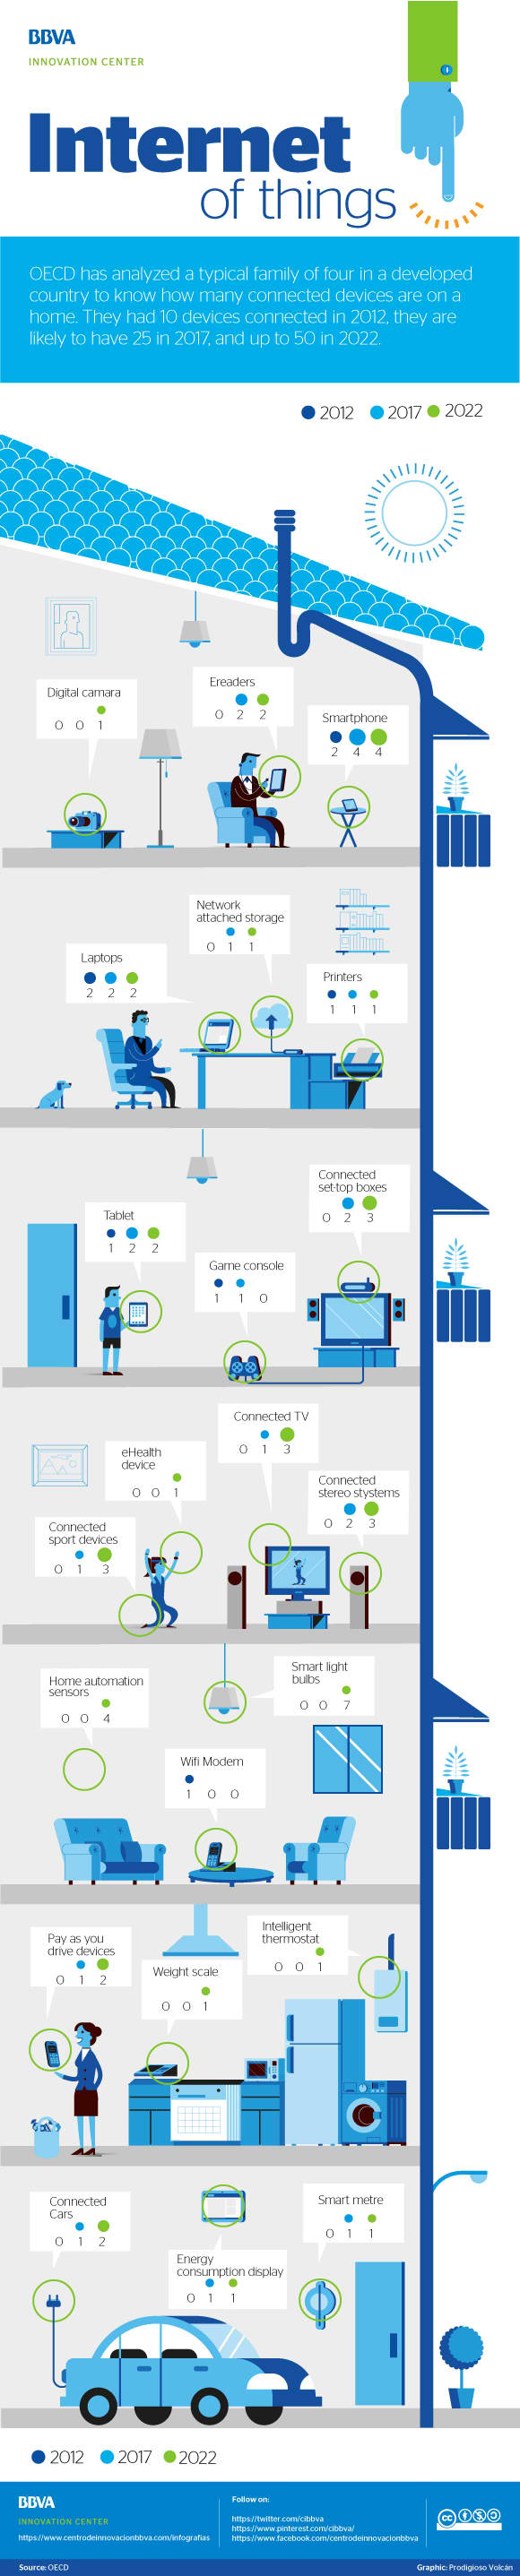 BBVA
INNOVATION CENTER
Internet
of things
OECD has analyzed a typical family of four in a developed
country to know how many connected devices are on a
home. They had 10 devices connected in 2012, they are
likely to have 25 in 2017, and up to 50 in 2022.
2012 2017 2022
Digital camara
0 0 1
Ereaders
0 2 2
Smartphone
2 4 4
Network
attached storage
0 1 1
Laptops
2 2 2
Printers
1 1 1
Connected
set-top boxes
0 2 3
Tablet
1 2 2
Game console
1 1 0
Connected TV
0 1 3
eHealth
device
0 0 1
Connected
stereo stystems
0 2 3
Connected
sport devices
0 1 3
Smart light
bulbs
0 0 7
Home automation
sensors
0 0 4
Wifi Modem
1 0 0
Intelligent
thermostat
0 0 1
Pay as you
drive devices
0 1 2
Weight scale
0 0 1
Connected
Cars
0 1 2
Smart metre
0 1 1
Energy
consumption display
0 1 1
2012 2017 2022
BBVA
INNOVATION CENTER
https://www.centrodeinnovacionbbva.com/infografias
Follow on:
https://twitter.com/cibbva
https://www.pinterest.com/cibbva/
https://www.facebook.com/centrodeinnovacionbbva
Source: OECD
Graphic: Prodigioso Volcán